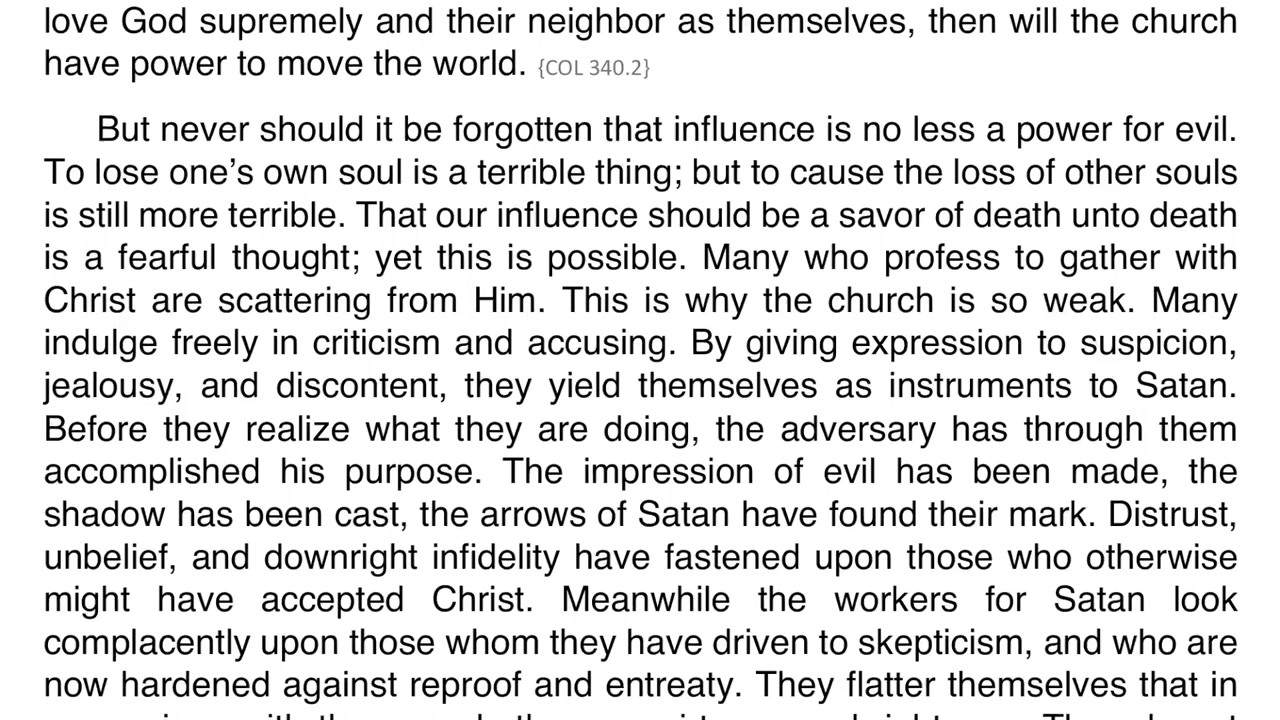 love God supremely and their neighbor as themselves, then will the church
have power to move the world. {COL 340.2}
But never should it be forgotten that influence is no less a power for evil.
To lose one’s own soul is a terrible thing; but to cause the loss of other souls
is still more terrible. That our influence should be a savor of death unto death
is a fearful thought; yet this is possible. Many who profess to gather with
Christ are scattering from Him. This is why the church is so weak. Many
indulge freely in criticism and accusing. By giving expression to suspicion,
jealousy, and discontent, they yield themselves as instruments to Satan.
Before they realize what they are doing, the adversary has through them
accomplished his purpose. The impression of evil has been made, the
shadow has been cast, the arrows of Satan have found their mark. Distrust,
unbelief, and downright infidelity have fastened upon those who otherwise
might have accepted Christ. Meanwhile the workers for Satan look
complacently upon those whom they have driven to skepticism, and who are
now hardened against reproof and entreaty. They flatter themselves that in